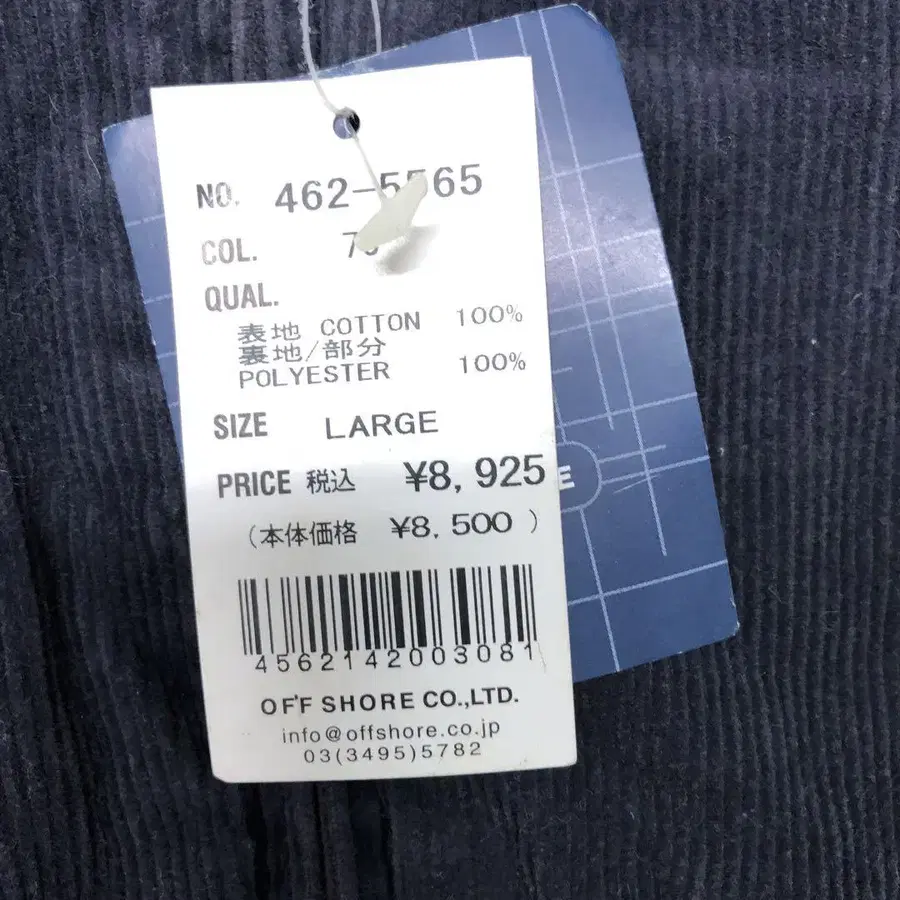 NO. 462-5565
COL.
QUAL.
表地 COTTON 100%
裏地/部分
POLYESTER 100%
SIZE LARGE
PRICE 税込 ¥8,925
(本体価格 ¥8,500 )
4562142003081
OFF SHORE CO.,LTD.
info@offshore.co.jp
03(3495)5782